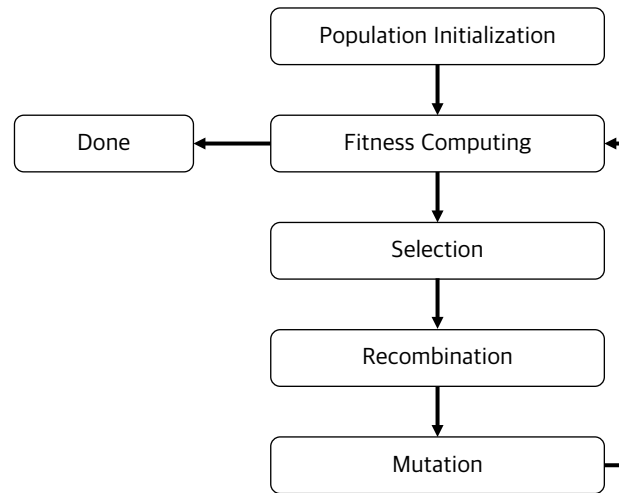 Population Initialization
Done
Fitness Computing
Selection
Recombination
Mutation